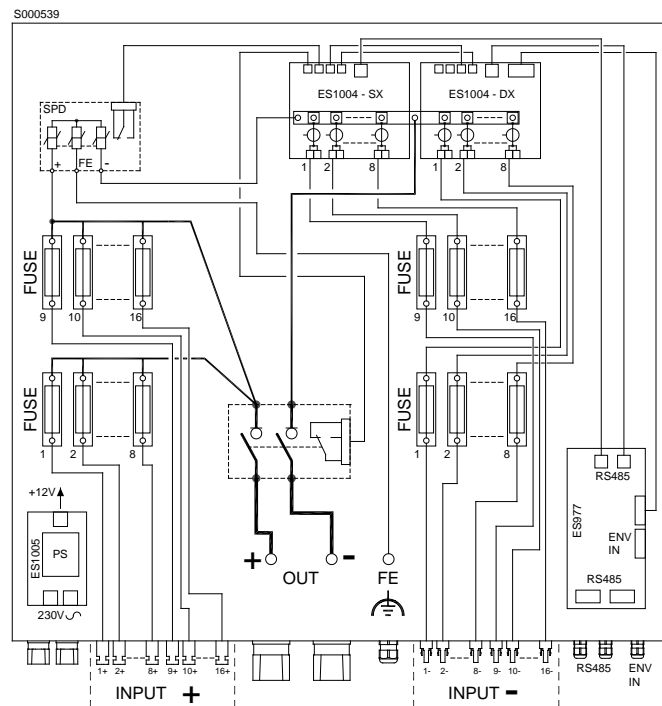 S000539
ES1004 - SX
ES1004 - DX
SPD
+ FE -
1 2 8
1 2 8
FUSE
9 10 16
FUSE
9 10 16
FUSE
1 2 8
FUSE
1 2 8
+12V
ES1005
PS
230V
+ OUT -
FE
RS485
ES977
ENV
IN
RS485
1+ 2+ 8+ 9+ 10+ 16+
INPUT +
1- 2- 8- 9- 10- 16-
INPUT -
RS485
ENV
IN